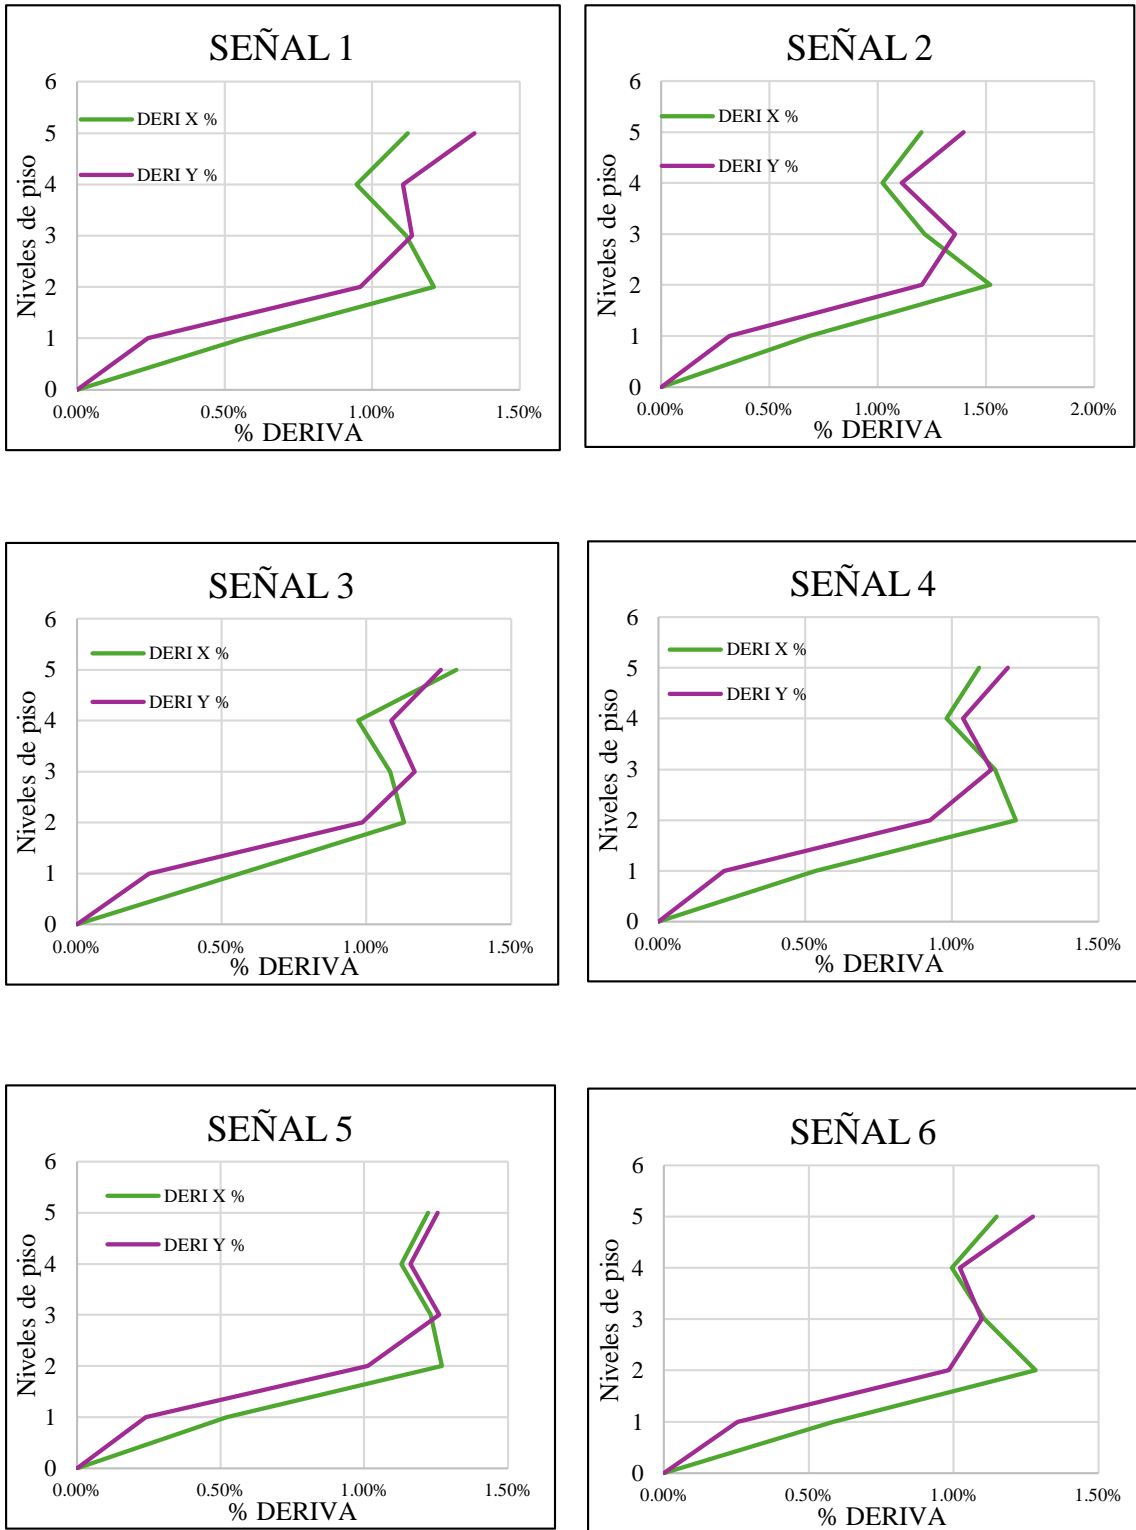 SEÑAL 1
6
5
4
3
2
1
0
DERI X %
DERI Y %
Niveles de piso
0.00% 0.50% 1.00% 1.50%
% DERIVA
SEÑAL 2
6
5
4
3
2
1
0
DERI X %
DERI Y %
Niveles de piso
0.00% 0.50% 1.00% 1.50% 2.00%
% DERIVA
SEÑAL 3
6
5
4
3
2
1
0
DERI X %
DERI Y %
Niveles de piso
0.00% 0.50% 1.00% 1.50%
% DERIVA
SEÑAL 4
6
5
4
3
2
1
0
DERI X %
DERI Y %
Niveles de piso
0.00% 0.50% 1.00% 1.50%
% DERIVA
SEÑAL 5
6
5
4
3
2
1
0
DERI X %
DERI Y %
Niveles de piso
0.00% 0.50% 1.00% 1.50%
% DERIVA
SEÑAL 6
6
5
4
3
2
1
0
Niveles de piso
0.00% 0.50% 1.00% 1.50%
% DERIVA